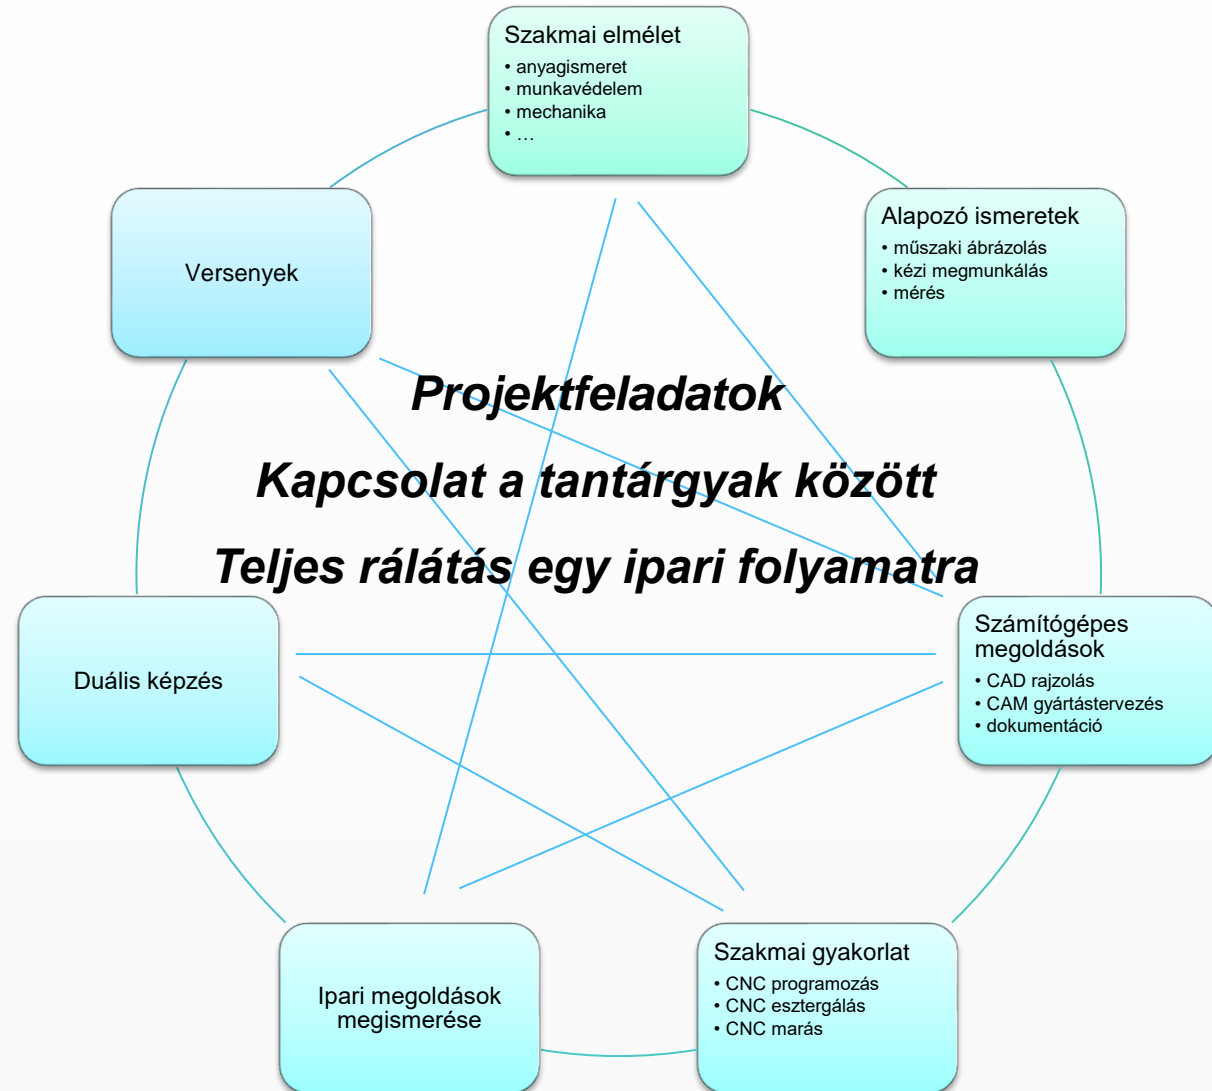 Szakmai elmélet
• anyagismeret
• munkavédelem
• mechanika
• …
Alapozó ismeretek
• műszaki ábrázolás
• kézi megmunkálás
• mérés
Versenyek
Projektfeladatok
Kapcsolat a tantárgyak között
Teljes rálátás egy ipari folyamatra
Számítógépes
megoldások
• CAD rajzolás
• CAM gyártástervezés
• dokumentáció
Duális képzés
Szakmai gyakorlat
• CNC programozás
• CNC esztergálás
• CNC marás
Ipari megoldások
megismerése